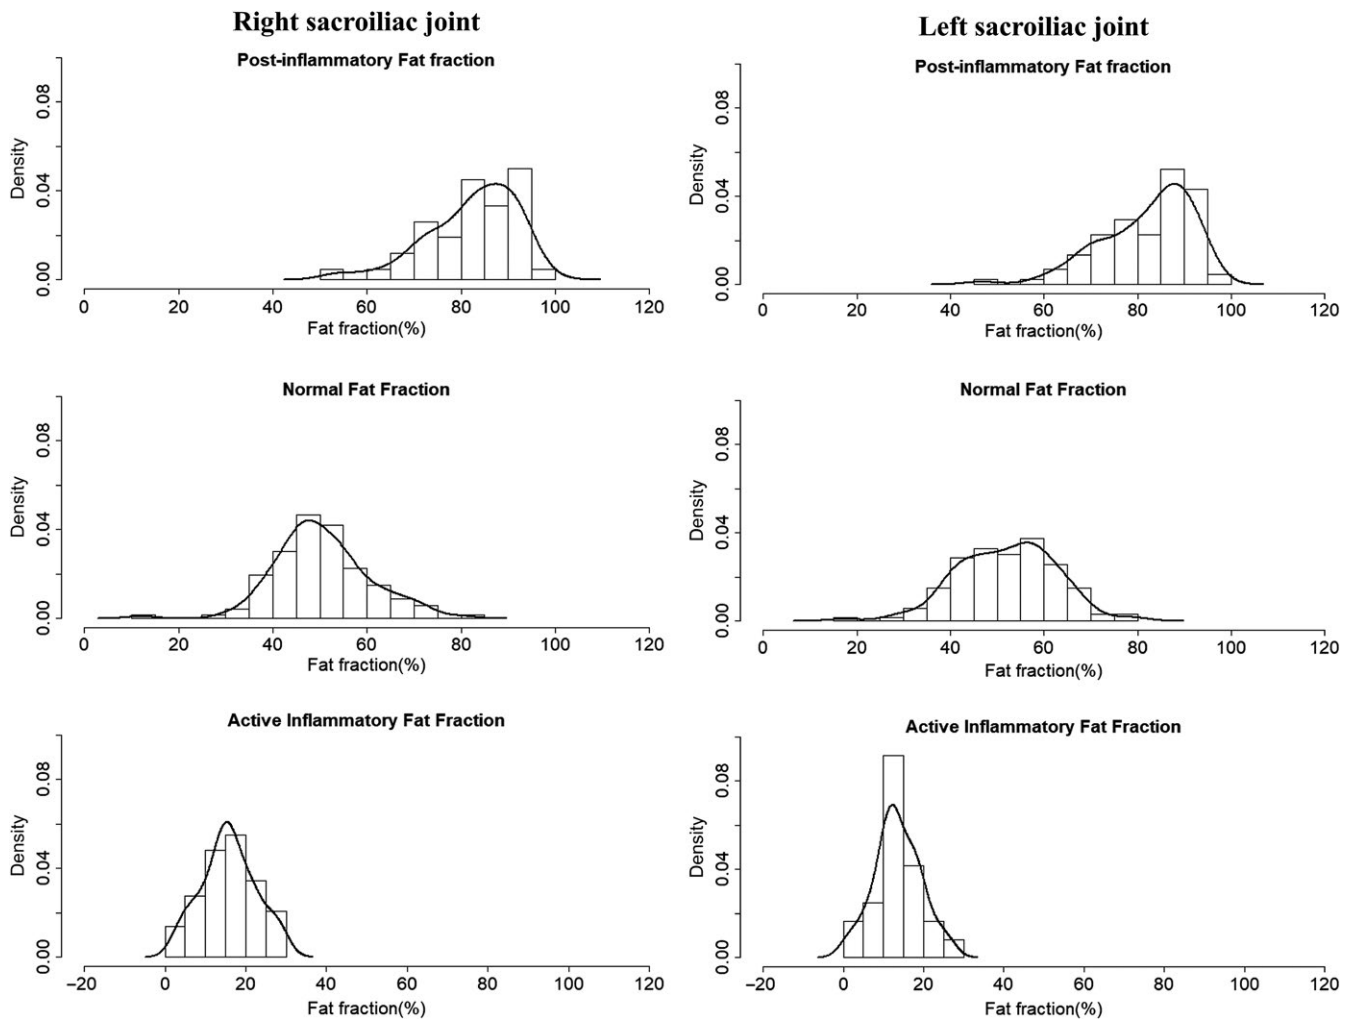 Right sacroiliac joint
Post-inflammatory Fat fraction
Density
0.00 0.04 0.08
0 20 40 60 80 100 120
Fat fraction(%)
Normal Fat Fraction
Density
0.00 0.04 0.08
0 20 40 60 80 100 120
Fat fraction(%)
Active Inflammatory Fat Fraction
Density
0.00 0.04 0.08
−20 0 20 40 60 80 100 120
Fat fraction(%)
Left sacroiliac joint
Post-inflammatory Fat fraction
Density
0.00 0.04 0.08
0 20 40 60 80 100 120
Fat fraction(%)
Normal Fat Fraction
Density
0.00 0.04 0.08
0 20 40 60 80 100 120
Fat fraction(%)
Active Inflammatory Fat Fraction
Density
0.00 0.04 0.08
−20 0 20 40 60 80 100 120
Fat fraction(%)